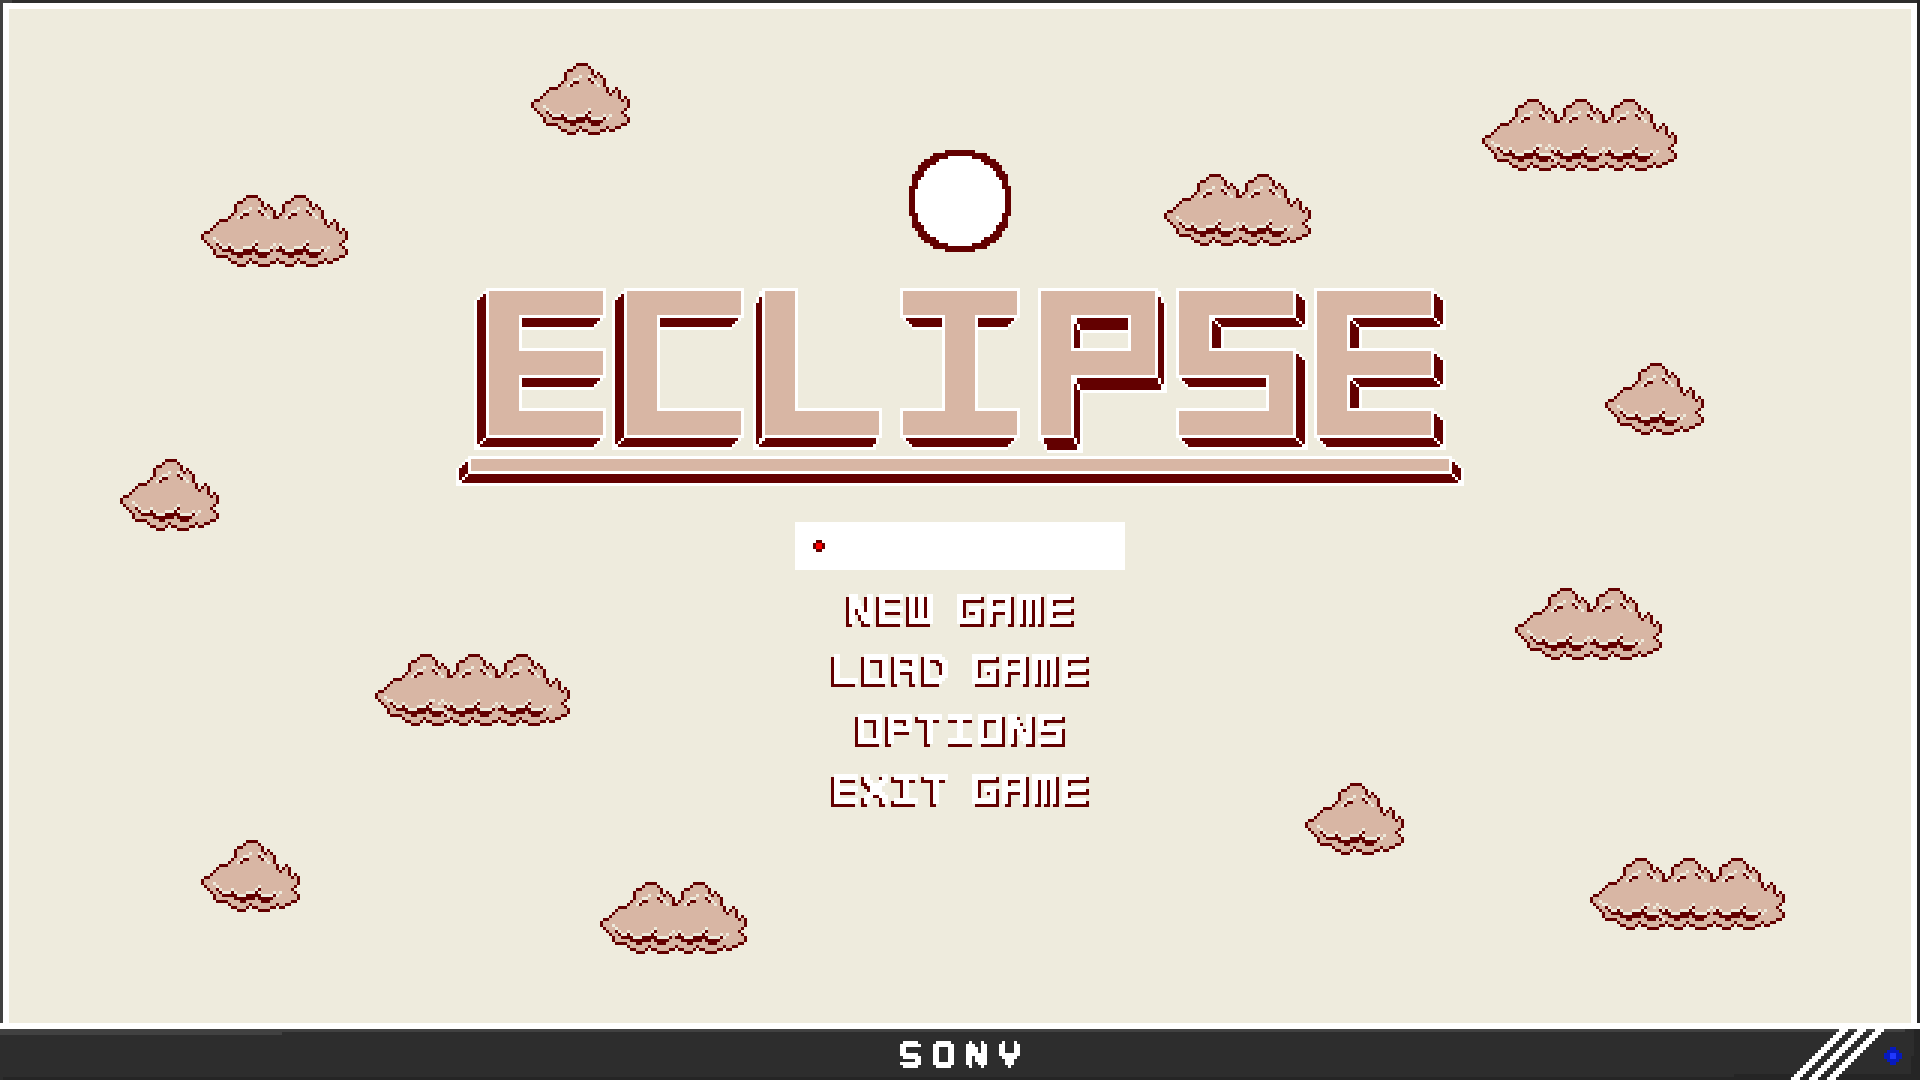 ECLIPSE
NEW GAME
LOAD GAME
OPTIONS
EXIT GAME
SONY